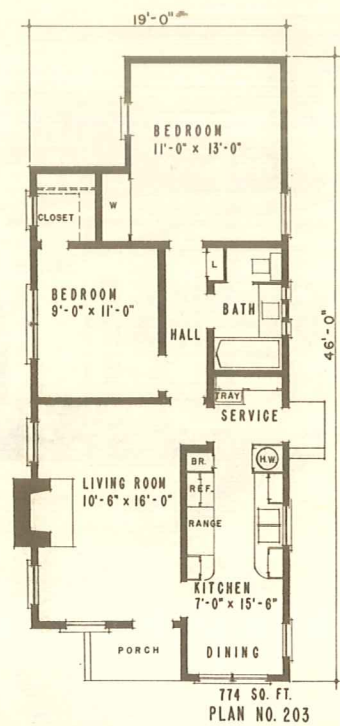 19'-0"
BEDROOM
11'-0" x 13'-0"
CLOSET
W
L
BEDROOM
9'-0" x 11'-0"
BATH
HALL
46'-0"
TRAY
SERVICE
BR.
H.W.
REF.
LIVING ROOM
10'-6" x 16'-0"
RANGE
KITCHEN
7'-0" x 15'-6"
PORCH
DINING
774 SQ. FT.
PLAN NO. 203